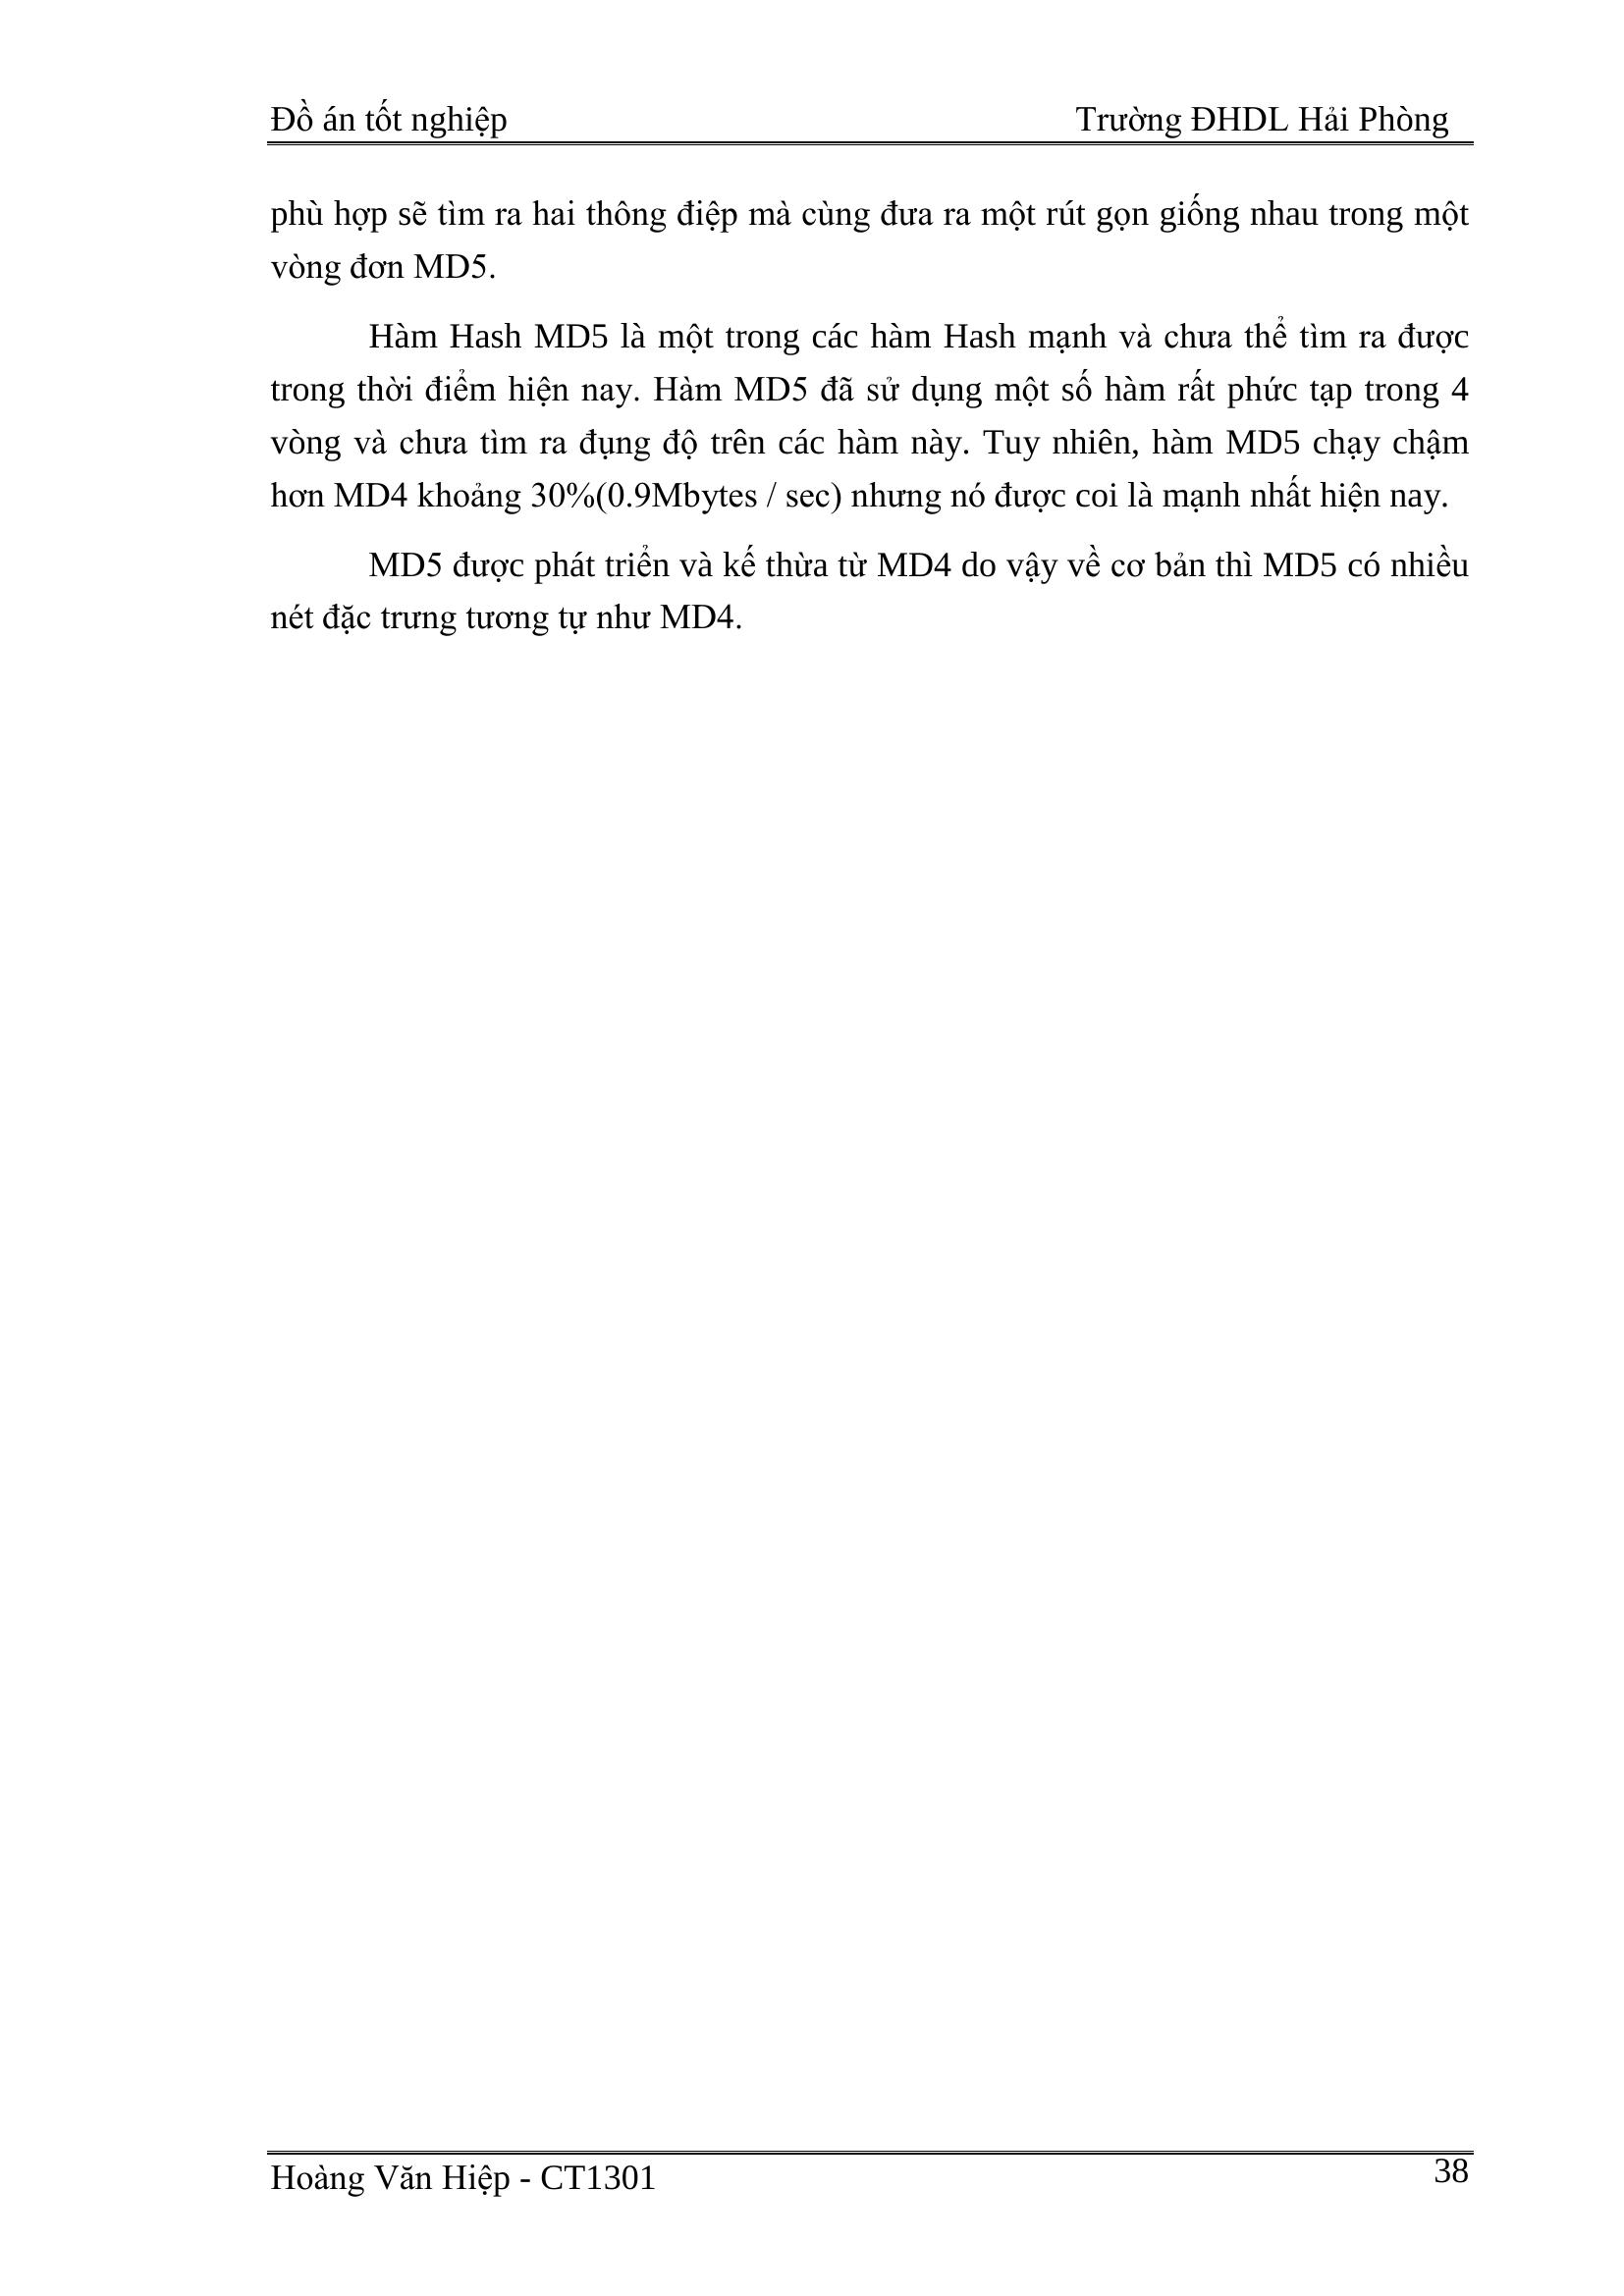 Đồ án tốt nghiệp Trường ĐHDL Hải Phòng
phù hợp sẽ tìm ra hai thông điệp mà cùng đưa ra một rút gọn giống nhau trong một
vòng đơn MD5.
Hàm Hash MD5 là một trong các hàm Hash mạnh và chưa thể tìm ra được
trong thời điểm hiện nay. Hàm MD5 đã sử dụng một số hàm rất phức tạp trong 4
vòng và chưa tìm ra đụng độ trên các hàm này. Tuy nhiên, hàm MD5 chạy chậm
hơn MD4 khoảng 30%(0.9Mbytes / sec) nhưng nó được coi là mạnh nhất hiện nay.
MD5 được phát triển và kế thừa từ MD4 do vậy về cơ bản thì MD5 có nhiều
nét đặc trưng tương tự như MD4.
Hoàng Văn Hiệp - CT1301 38